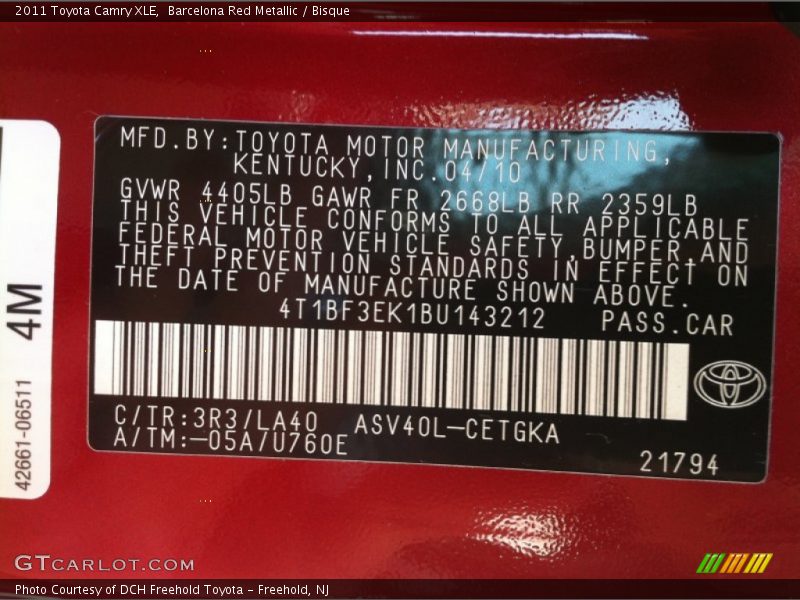 2011 Toyota Camry XLE,  Barcelona Red Metallic / Bisque
MFD.BY:TOYOTA MOTOR MANUFACTURING,
KENTUCKY,INC.04/10
GVWR 4405LB GAWR FR 2668LB RR 2359LB
THIS VEHICLE CONFORMS TO ALL APPLICABLE
FEDERAL MOTOR VEHICLE SAFETY,BUMPER,AND
THEFT PREVENTION STANDARDS IN EFFECT ON
THE DATE OF MANUFACTURE SHOWN ABOVE.
4T1BF3EK1BU143212 PASS.CAR
C/TR:3R3/LA40 ASV40L-CETGKA
A/TM:-05A/U760E
21794
4M
42661-06511
GTCARLOT.COM
Photo Courtesy of DCH Freehold Toyota - Freehold, NJ